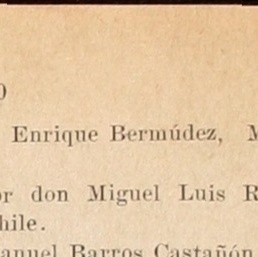 Enrique Bermúdez,
don Miguel Luis
Barros Castañón